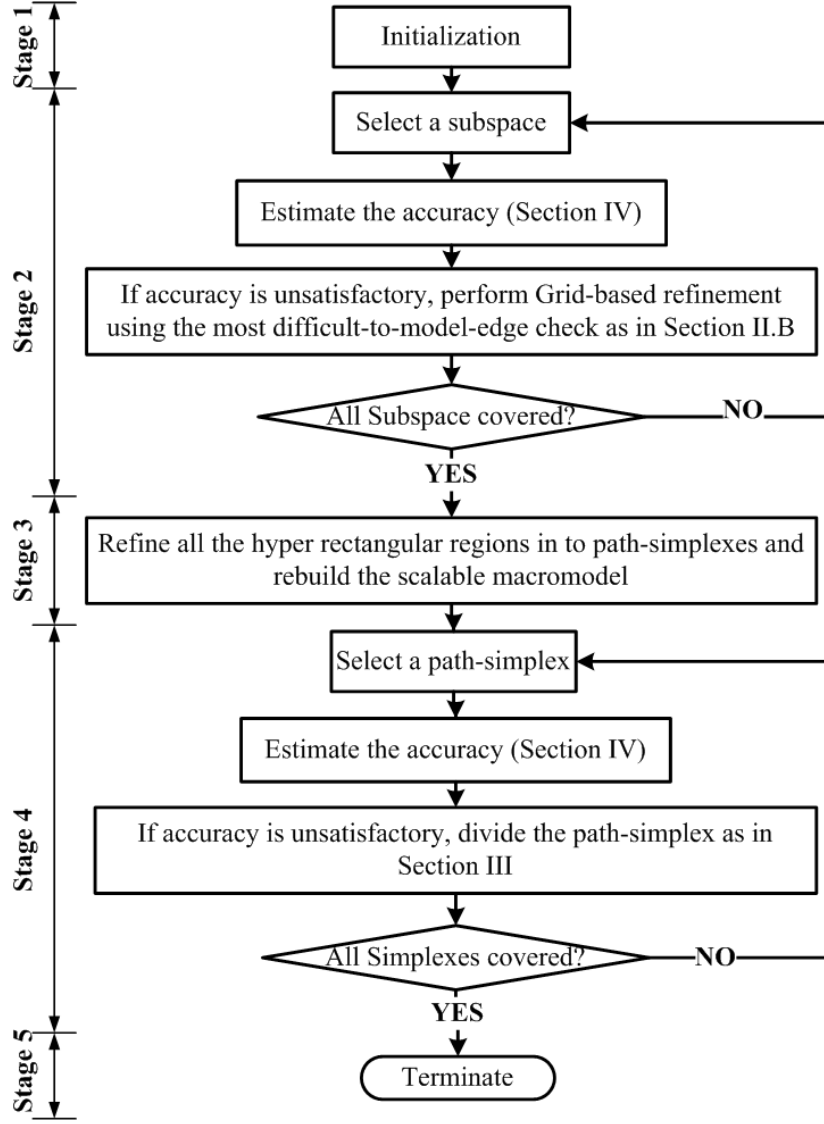 Stage 1
Initialization
Stage 2
Select a subspace
Estimate the accuracy (Section IV)
If accuracy is unsatisfactory, perform Grid-based refinement
using the most difficult-to-model-edge check as in Section II.B
All Subspace covered?
NO
YES
Stage 3
Refine all the hyper rectangular regions in to path-simplexes and
rebuild the scalable macromodel
Stage 4
Select a path-simplex
Estimate the accuracy (Section IV)
If accuracy is unsatisfactory, divide the path-simplex as in
Section III
All Simplexes covered?
NO
YES
Stage 5
Terminate